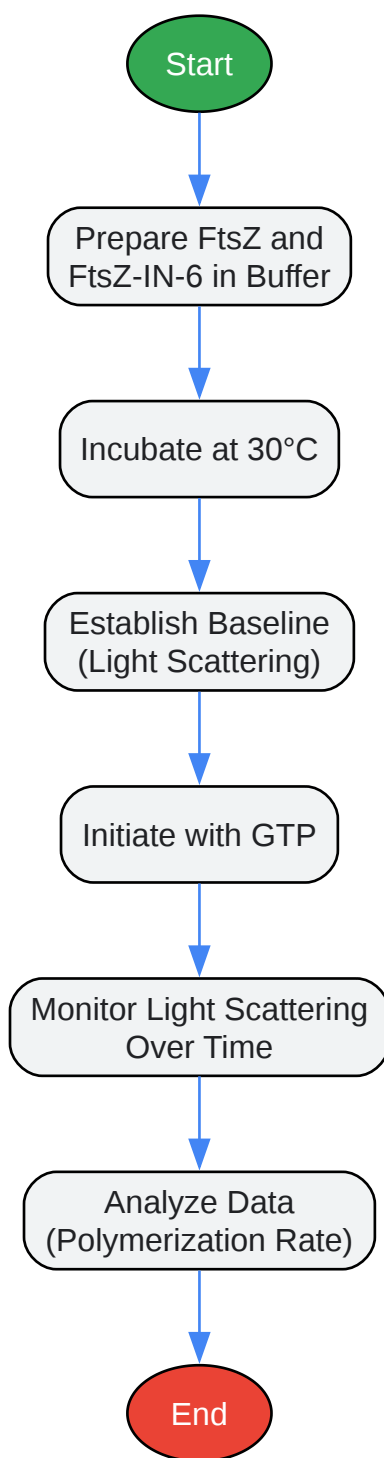 Start
Prepare FtsZ and
FtsZ-IN-6 in Buffer
Incubate at 30°C
Establish Baseline
(Light Scattering)
Initiate with GTP
Monitor Light Scattering
Over Time
Analyze Data
(Polymerization Rate)
End